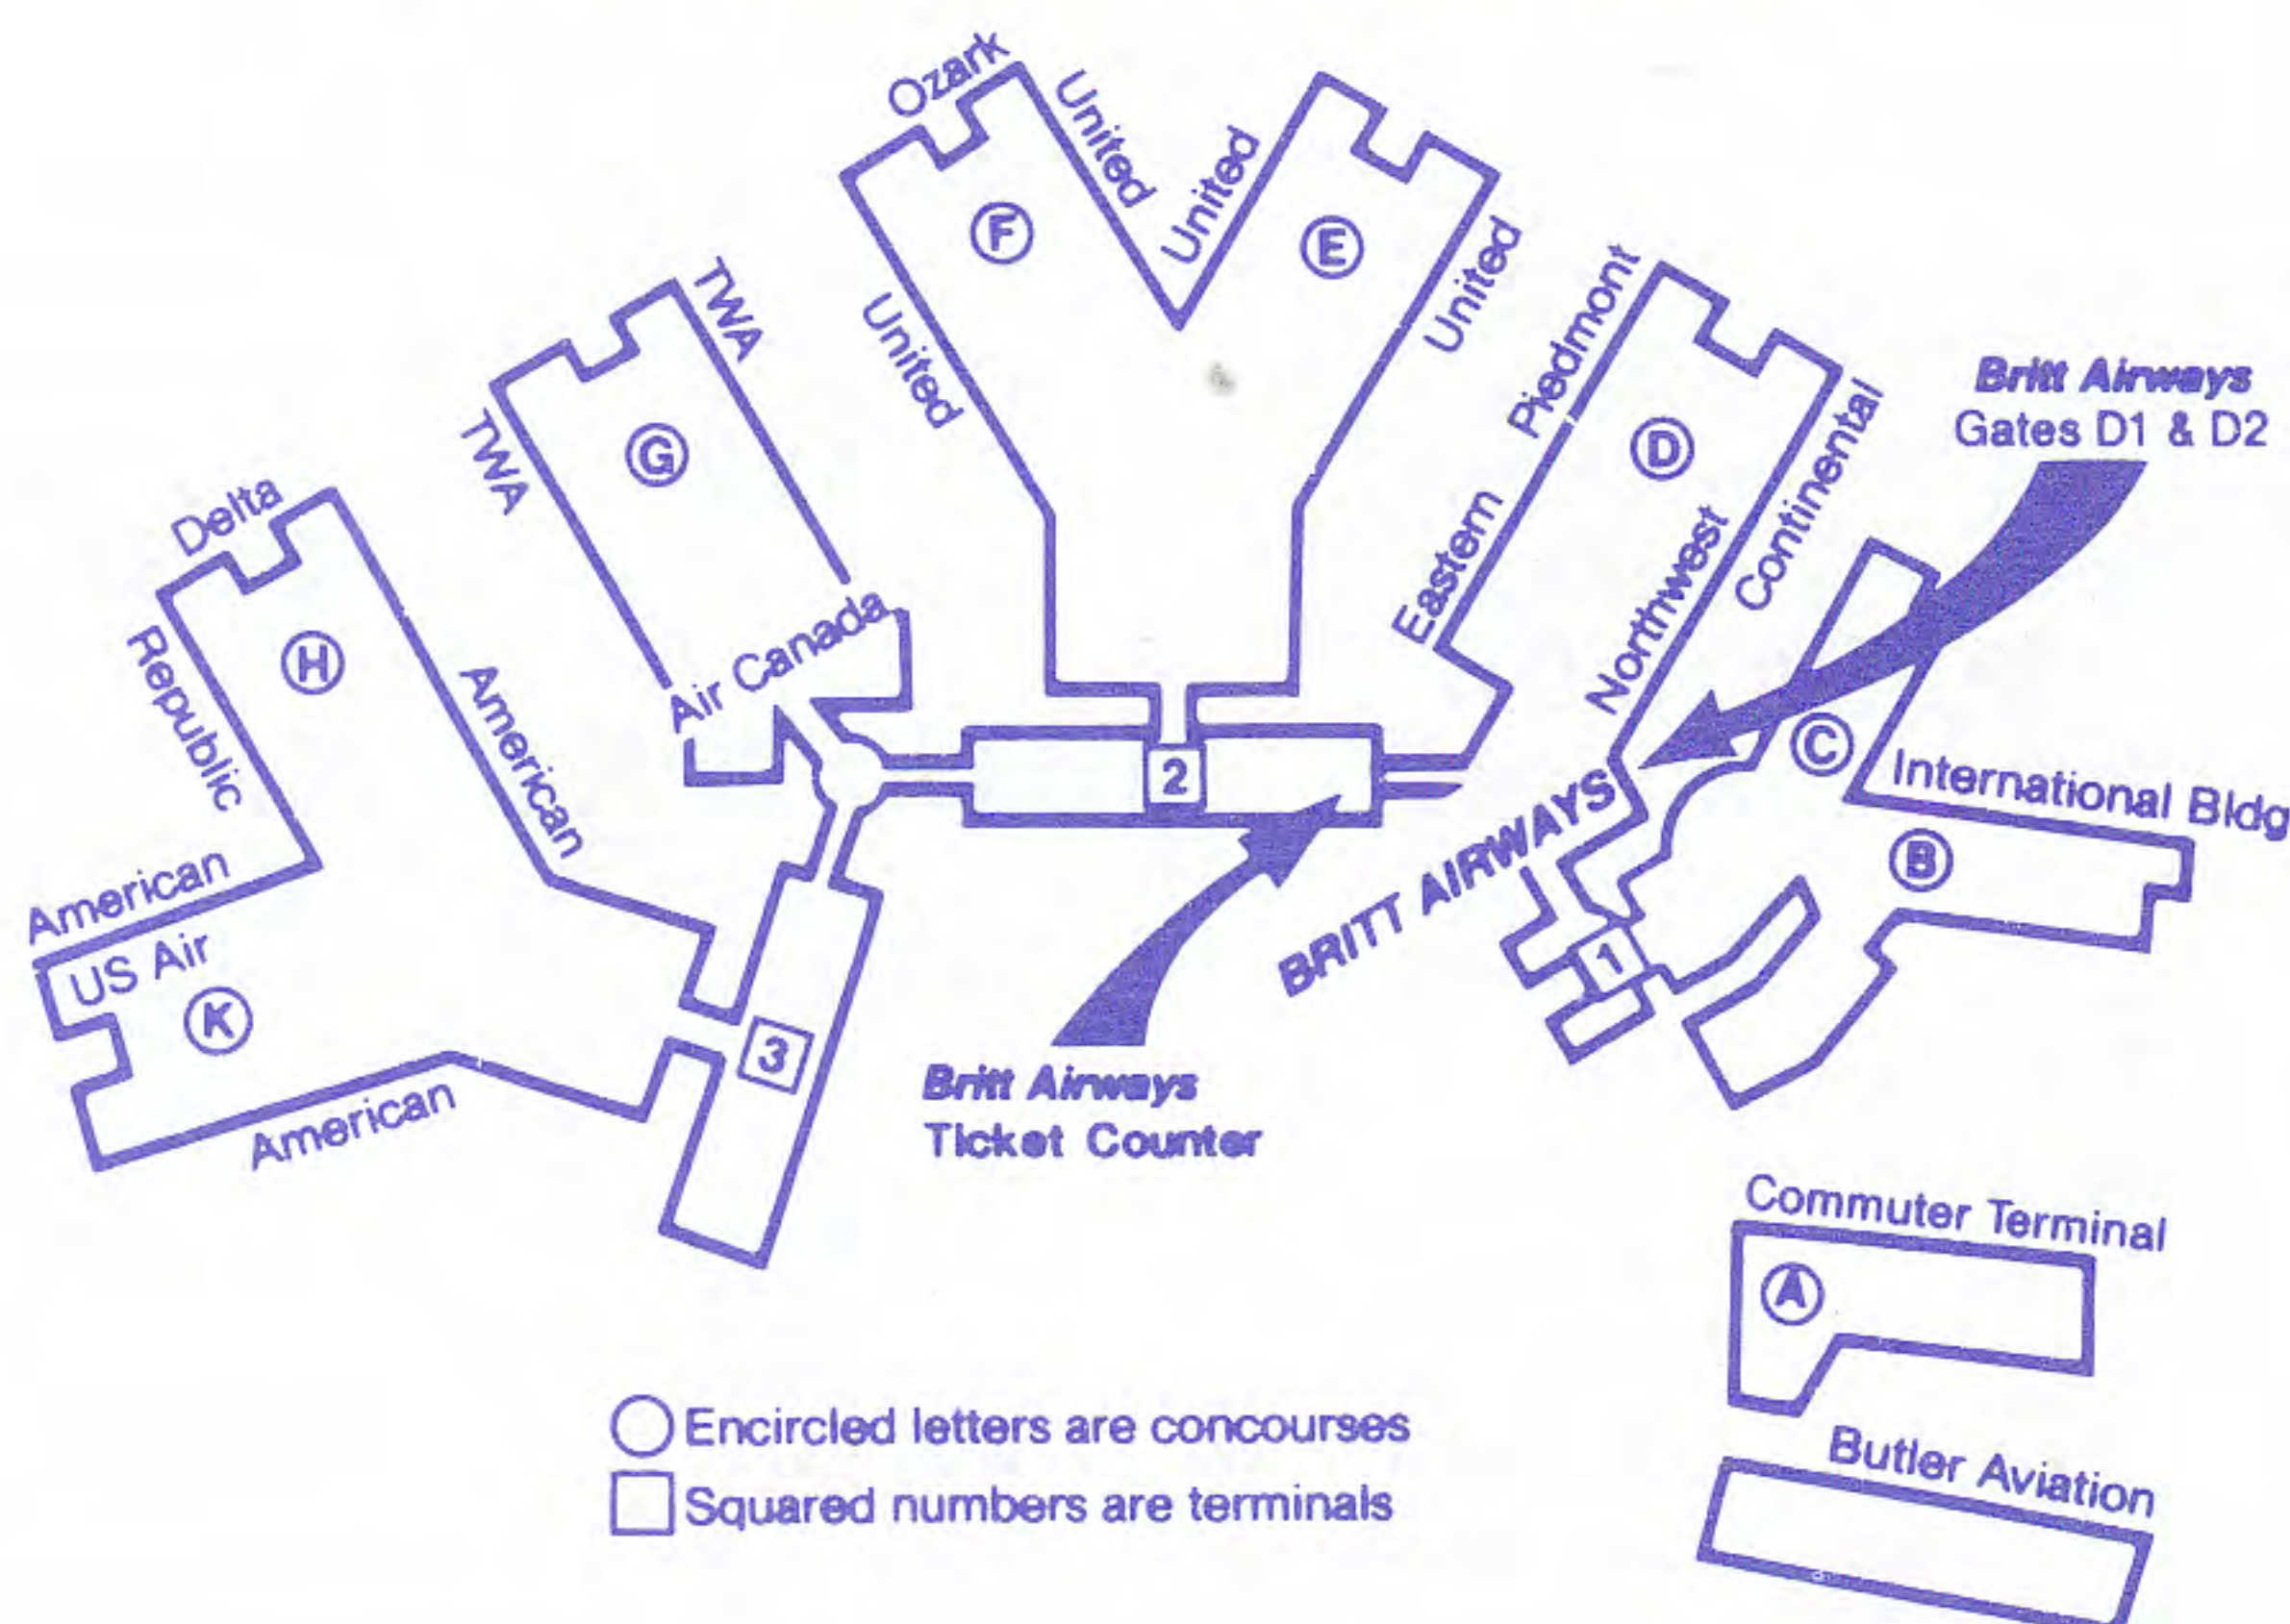 Ozark
United
United
F
E
United
United
TWA
TWA
G
Piedmont
Eastern
D
Northwest
Continental
Britt Airways
Gates D1 & D2
Delta
H
Republic
American
Air Canada
2
C
International Bldg
B
BRITT AIRWAYS
1
American
US Air
K
3
American
Britt Airways
Ticket Counter
Commuter Terminal
A
Encircled letters are concourses
Squared numbers are terminals
Butler Aviation